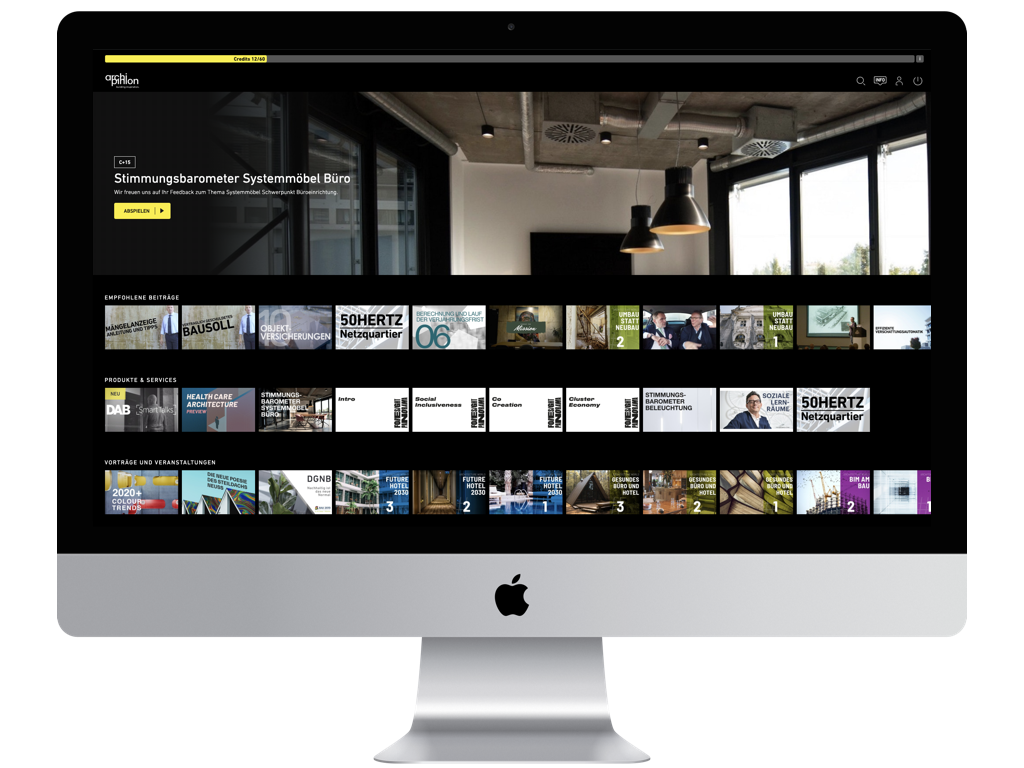 Credits 12/60
archi
pinion
INFO
C+15
Stimmungsbarometer Systemmöbel Büro
Wir freuen uns auf Ihr Feedback zum Thema Systemmöbel Schwerpunkt Büroeinrichtung.
ABSPIELEN
EMPFOHLENE BEITRÄGE
MÄNGELANZEIGE
ANLEITUNG UND TIPPS
BAUSOLL
OBJEKT-
VERSICHERUNGEN
50HERTZ
Netzquartier
BERECHNUNG UND LAUF
DER VERJÄHRUNGSFRIST
06
Mission
UMBAU
STATT
NEUBAU
2
UMBAU
STATT
NEUBAU
1
EFFIZIENTE
VERSCHATTUNGSAUTOMATIK
PRODUKTE & SERVICES
NEU
DAB
[SmartTalks]
HEALTH CARE
ARCHITECTURE
PREVIEW
STIMMUNGS-
BAROMETER
SYSTEMMÖBEL
BÜRO
Intro
Social
Inclusiveness
Co
Creation
Cluster
Economy
STIMMUNGS-
BAROMETER
BELEUCHTUNG
SOZIALE
LERN-
RÄUME
50HERTZ
Netzquartier
VORTRÄGE UND VERANSTALTUNGEN
2020+
COLOUR
TRENDS
DIE NEUE POESIE
DES STEILDACHS
NEUSS
DGNB
FUTURE
HOTEL
2030
3
FUTURE
HOTEL
2030
2
FUTURE
HOTEL
2030
1
GESUNDES
BÜRO UND
HOTEL
3
GESUNDES
BÜRO UND
HOTEL
2
GESUNDES
BÜRO UND
HOTEL
1
BIM AM
BAU
2